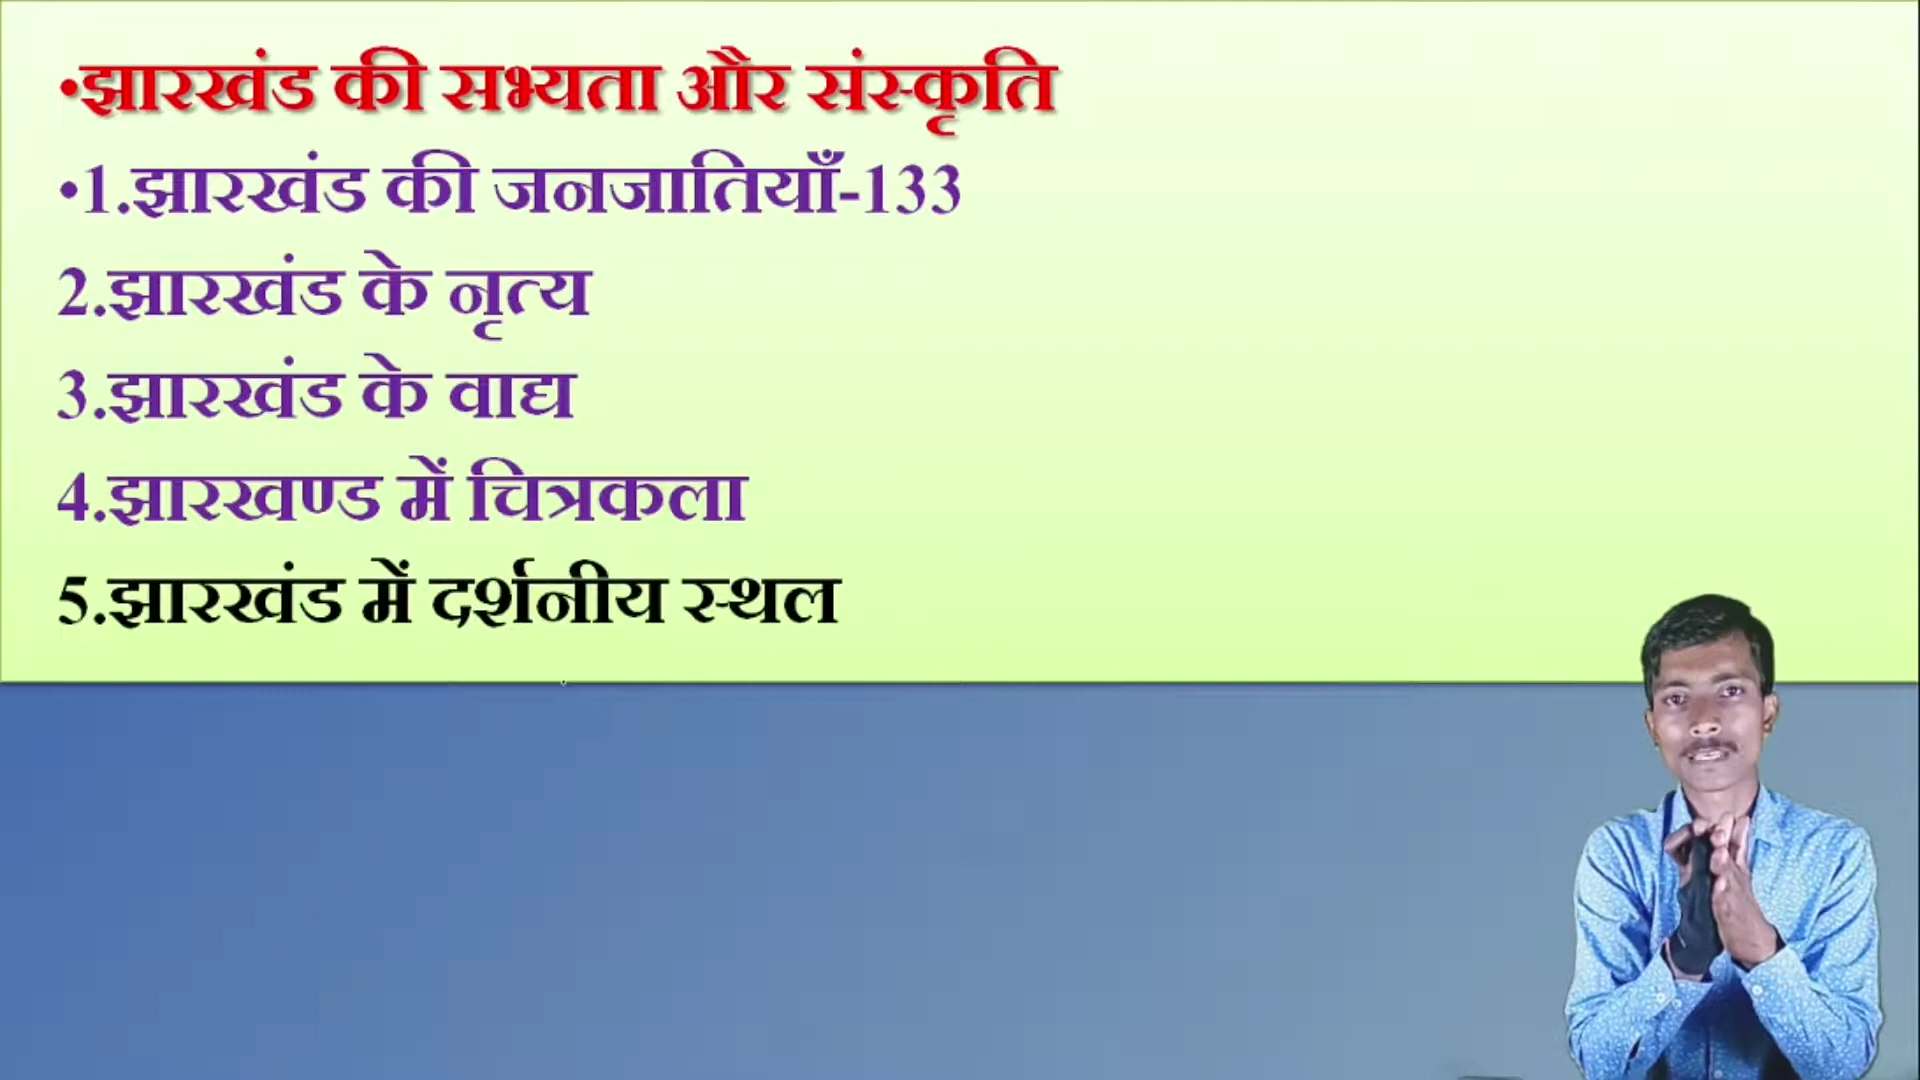 •झारखंड की सभ्यता और संस्कृति
•1.झारखंड की जनजातियाँ-133
2.झारखंड के नृत्य
3.झारखंड के वाद्य
4.झारखण्ड में चित्रकला
5.झारखंड में दर्शनीय स्थल